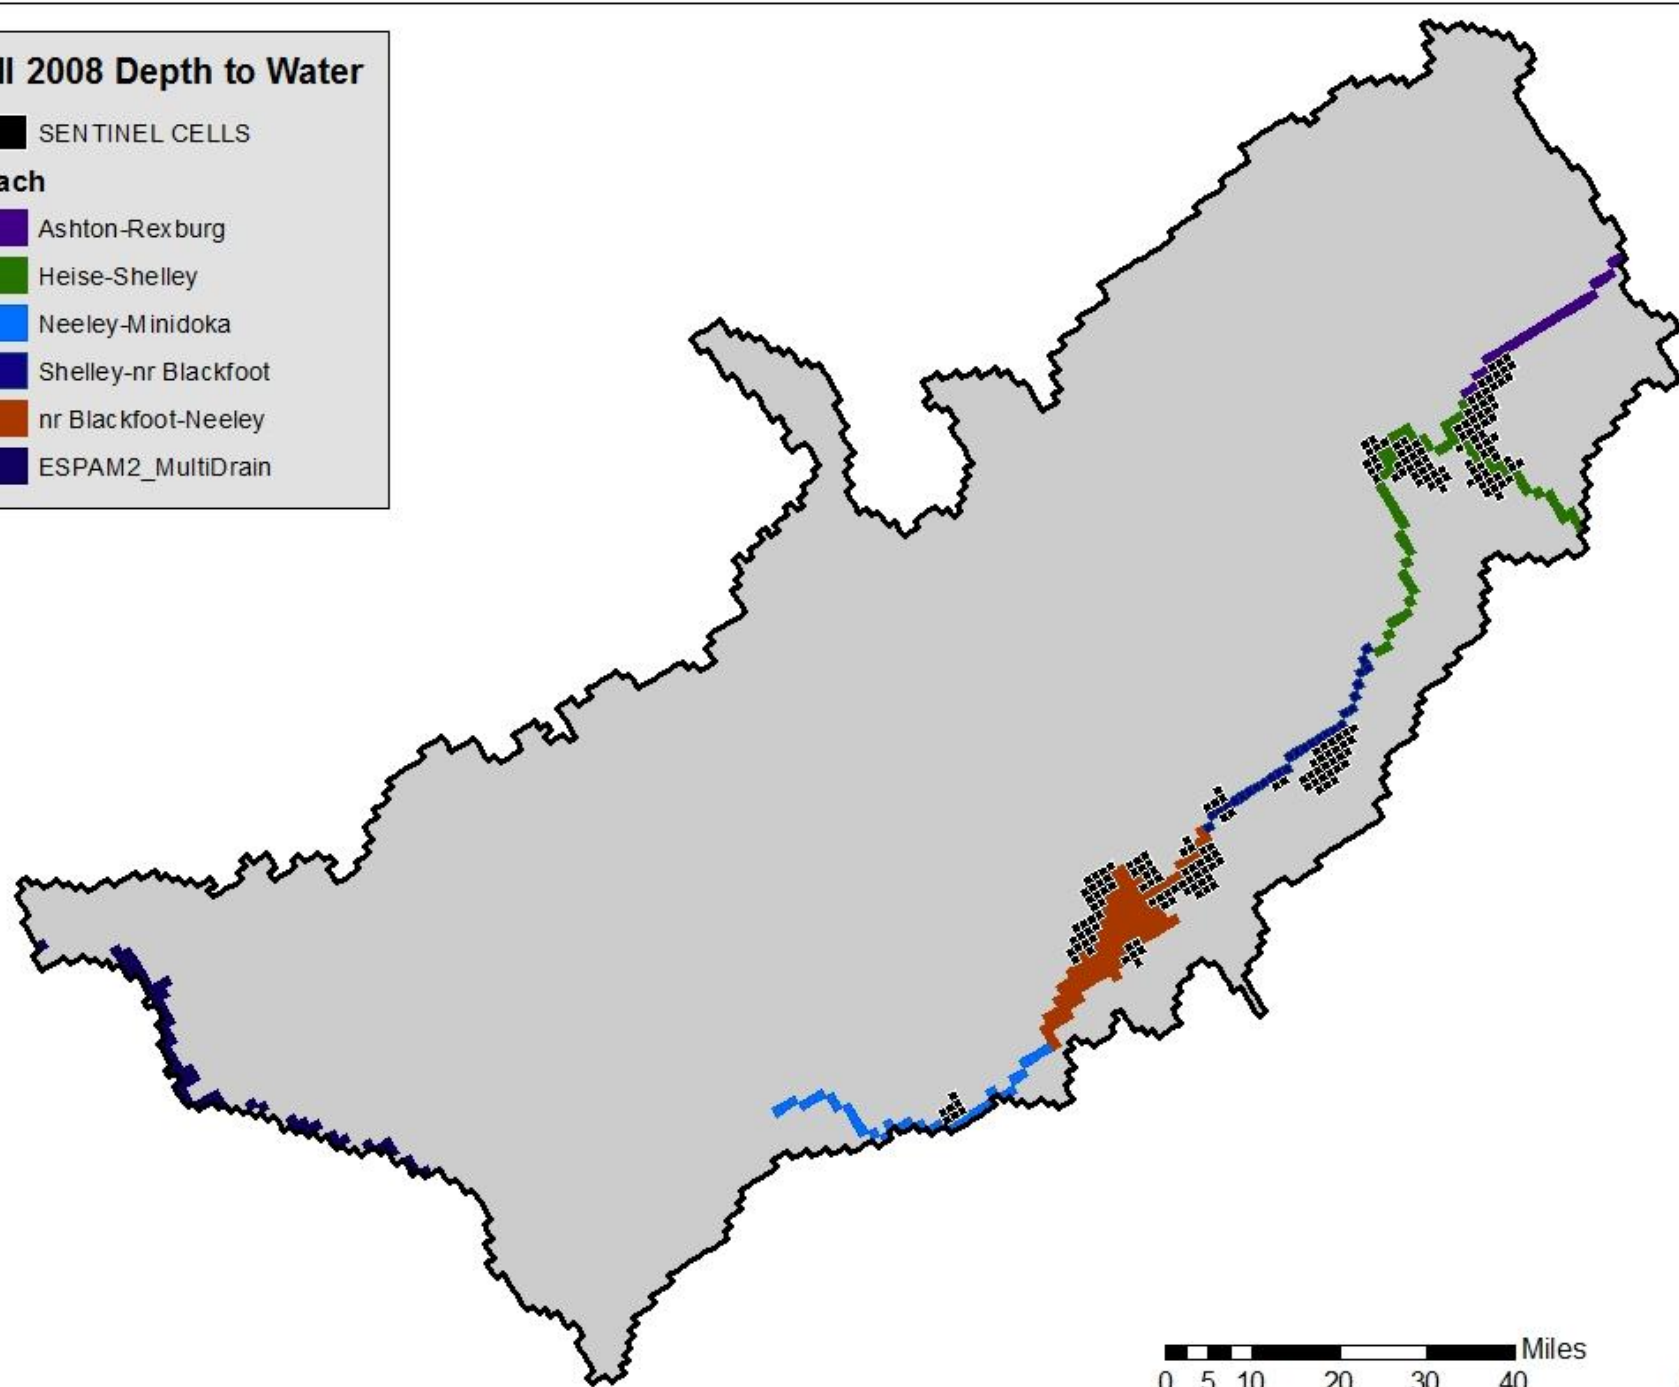 ll 2008 Depth to Water
SENTINEL CELLS
ach
Ashton-Rexburg
Heise-Shelley
Neeley-Minidoka
Shelley-nr Blackfoot
nr Blackfoot-Neeley
ESPAM2_MultiDrain
Miles
0 5 10 20 30 40